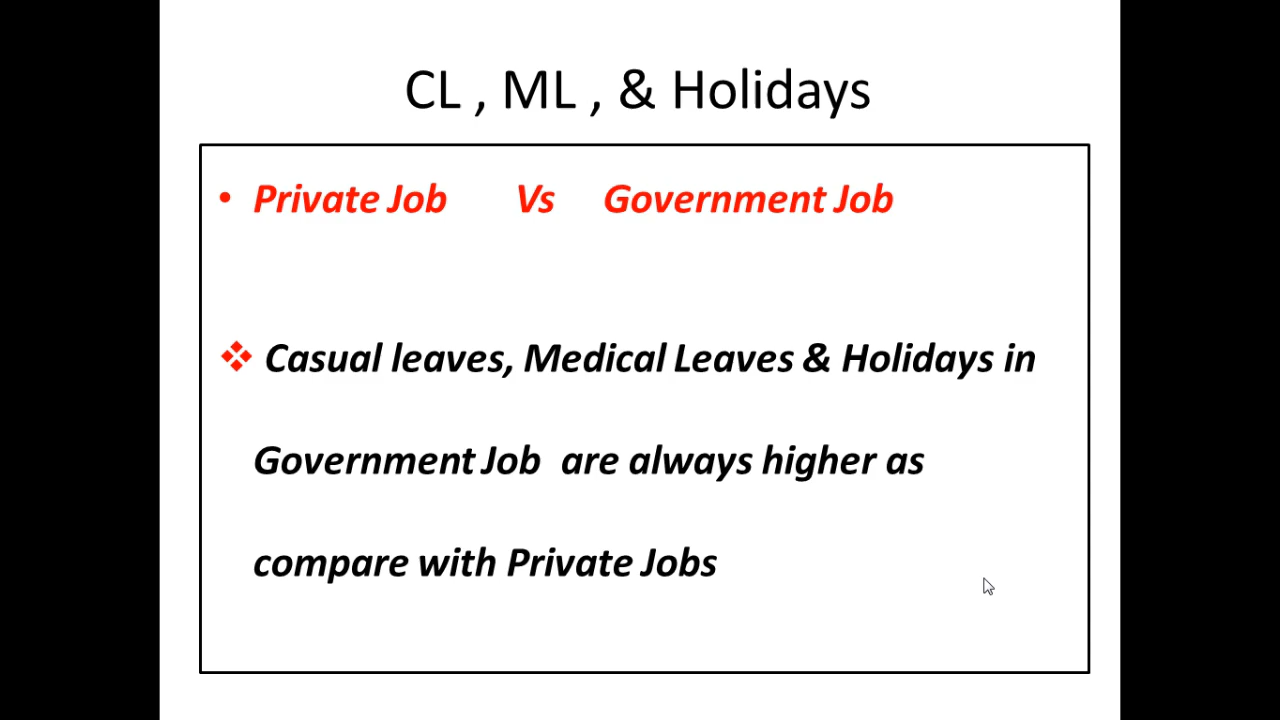 CL , ML , & Holidays
• Private Job Vs Government Job
❖ Casual leaves, Medical Leaves & Holidays in
Government Job are always higher as
compare with Private Jobs